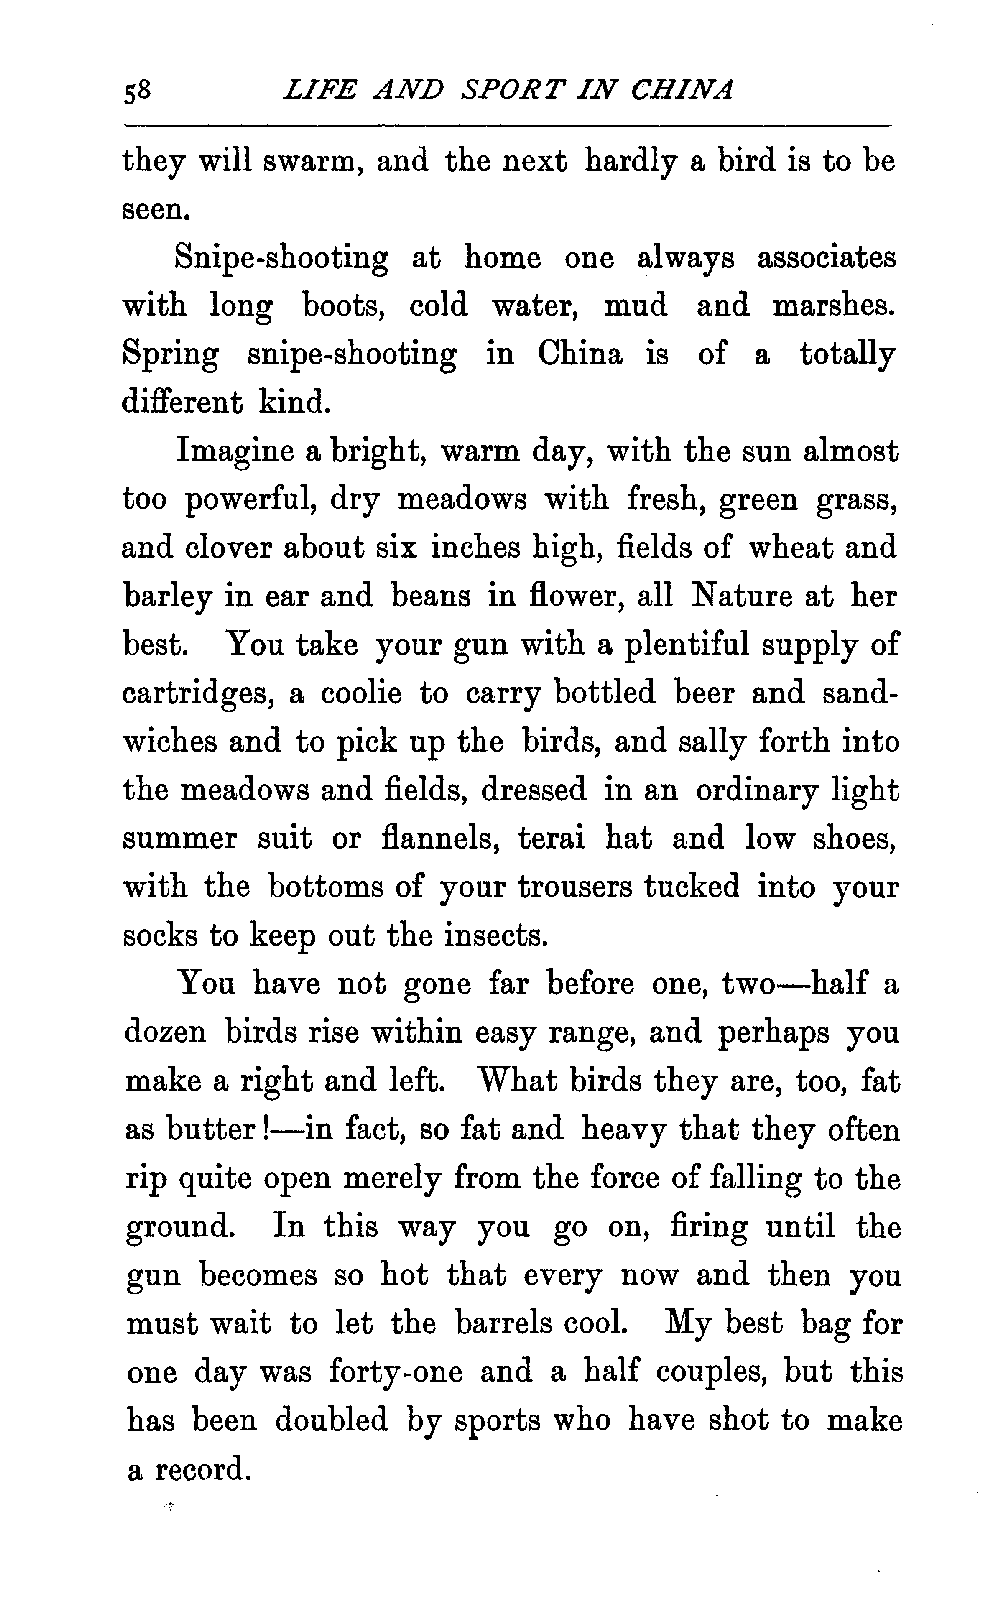 58 LIFE AND SPORT IN CHINA
they will swarm, and the next hardly a bird is to be
seen.
Snipe-shooting at home one always associates
with long boots, cold water, mud and marshes.
Spring snipe-shooting in China is of a totally
different kind.
Imagine a bright, warm day, with the sun almost
too powerful, dry meadows with fresh, green grass,
and clover about six inches high, fields of wheat and
barley in ear and beans in flower, all Nature at her
best. You take your gun with a plentiful supply of
cartridges, a coolie to carry bottled beer and sand-
wiches and to pick up the birds, and sally forth into
the meadows and fields, dressed in an ordinary light
summer suit or flannels, terai hat and low shoes,
with the bottoms of your trousers tucked into your
socks to keep out the insects.
You have not gone far before one, two—half a
dozen birds rise within easy range, and perhaps you
make a right and left. What birds they are, too, fat
as butter!—in fact, so fat and heavy that they often
rip quite open merely from the force of falling to the
ground. In this way you go on, firing until the
gun becomes so hot that every now and then you
must wait to let the barrels cool. My best bag for
one day was forty-one and a half couples, but this
has been doubled by sports who have shot to make
a record.